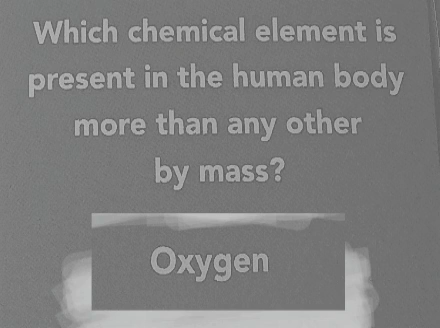 Which chemical element is
present in the human body
more than any other
by mass?
Oxygen